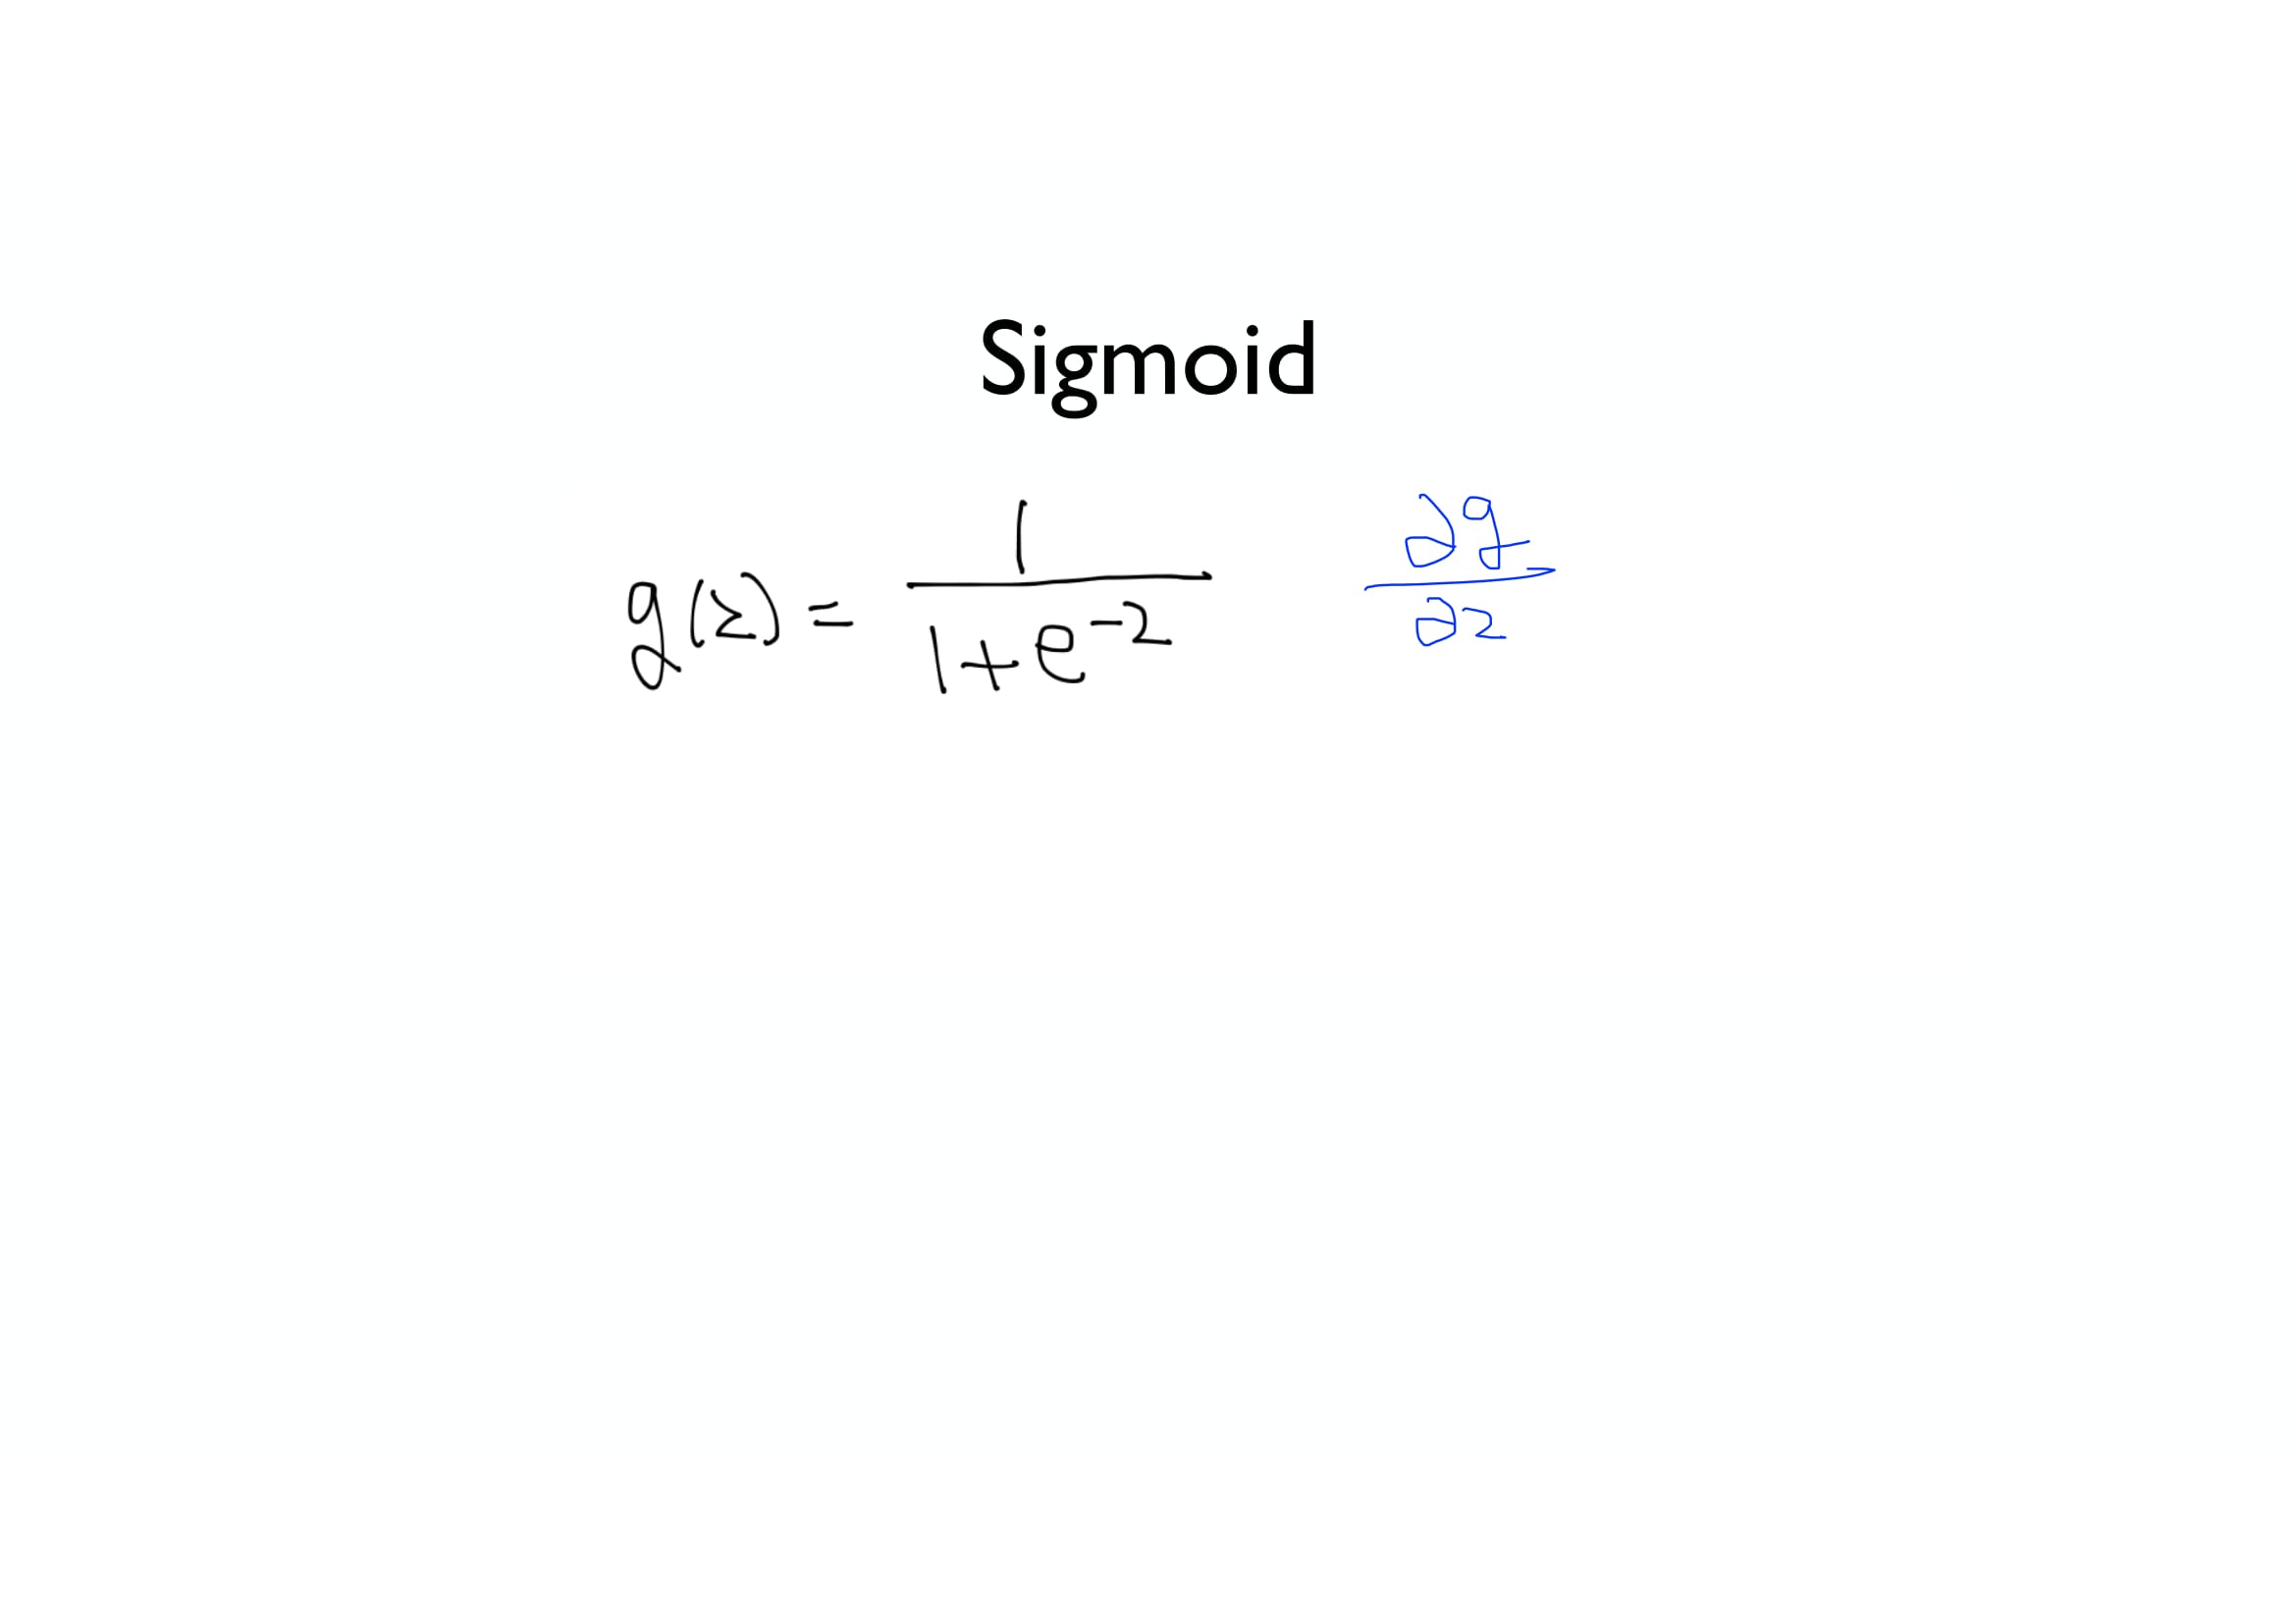 Sigmoid
g(z) = 1 / (1 + e^{-z})
∂g / ∂z